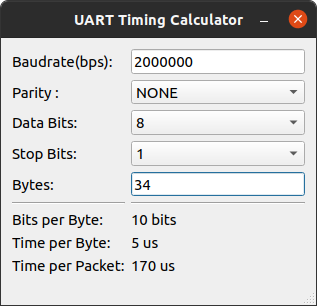 UART Timing Calculator
Baudrate(bps): 2000000
Parity : NONE
Data Bits: 8
Stop Bits: 1
Bytes: 34
Bits per Byte: 10 bits
Time per Byte: 5 us
Time per Packet: 170 us